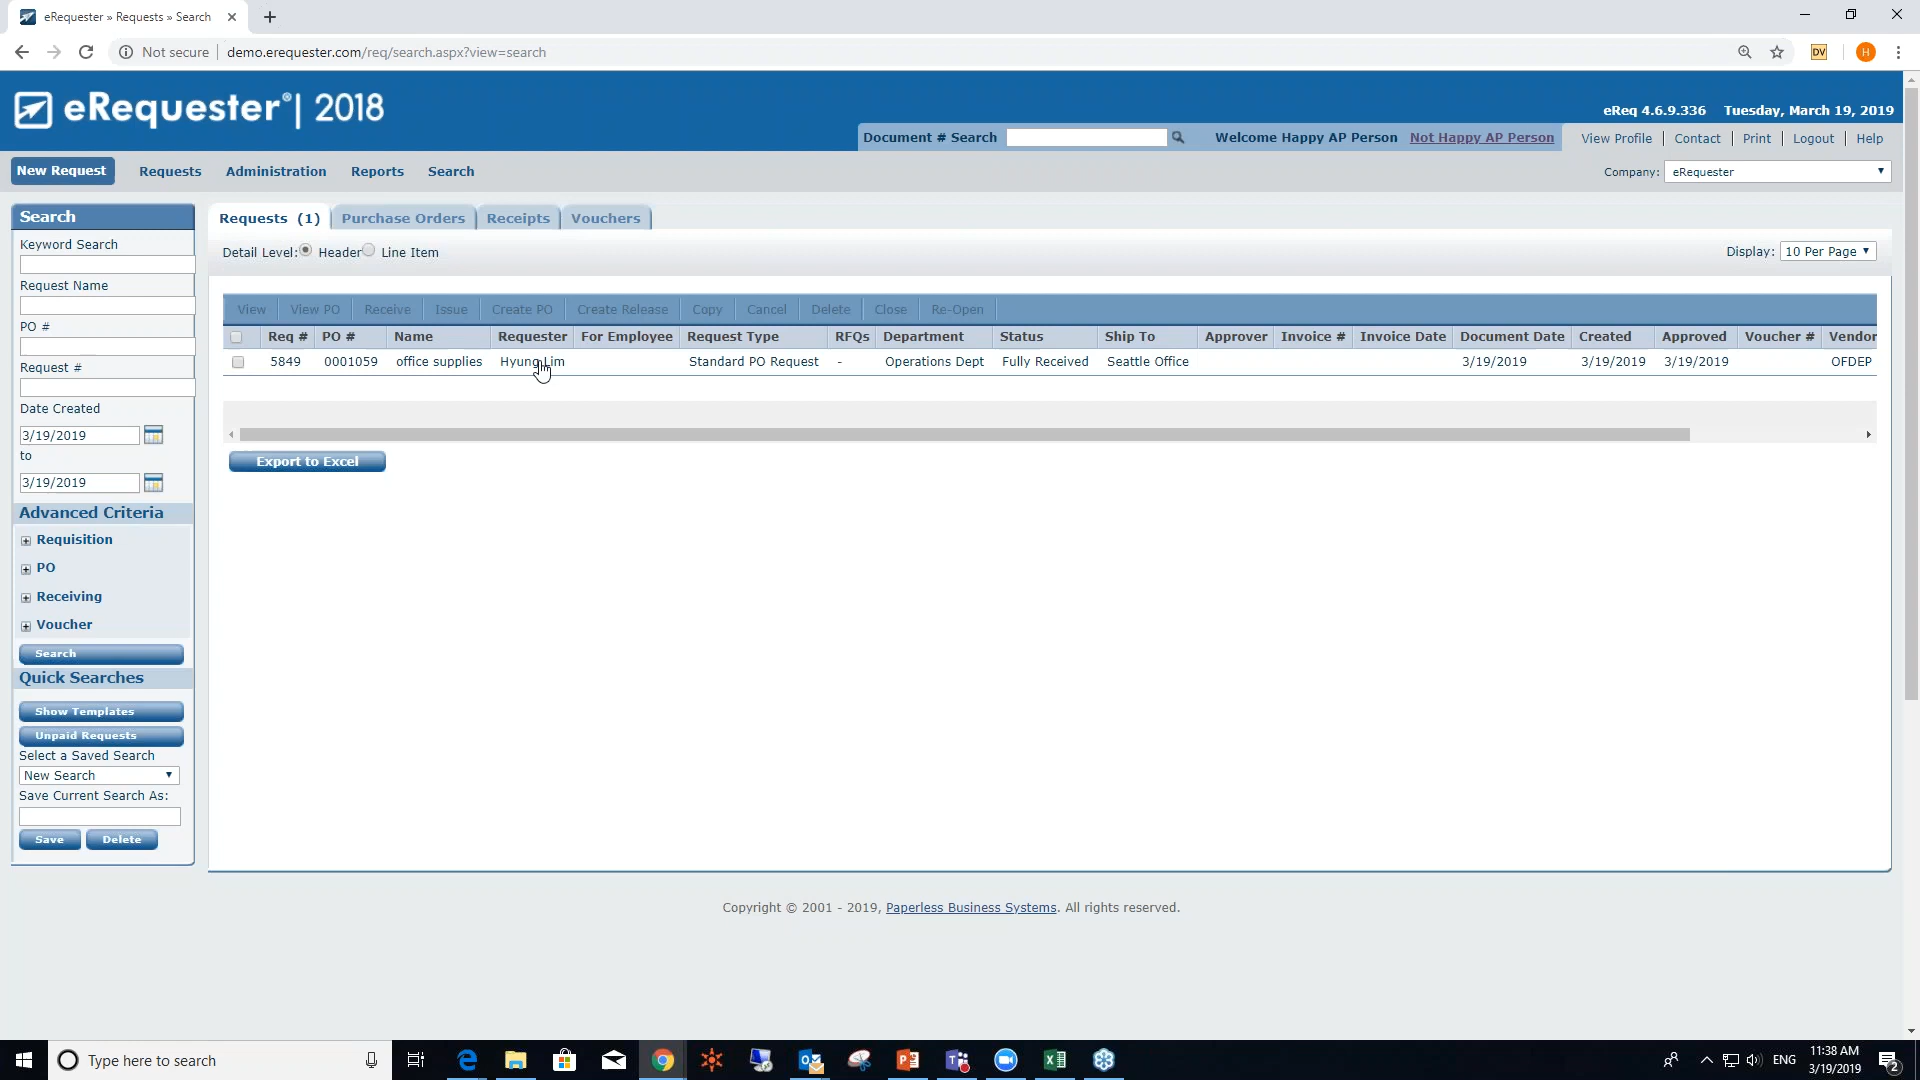 eRequester » Requests » Search
Not secure demo.erequester.com/req/search.aspx?view=search
DV
H
eRequester® | 2018
eReq 4.6.9.336 Tuesday, March 19, 2019
Document # Search Welcome Happy AP Person Not Happy AP Person View Profile Contact Print Logout Help
New Request Requests Administration Reports Search Company: eRequester
Search
Keyword Search
Request Name
PO #
Request #
Date Created
3/19/2019
to
3/19/2019
Advanced Criteria
Requisition
PO
Receiving
Voucher
Search
Quick Searches
Show Templates
Unpaid Requests
Select a Saved Search
New Search
Save Current Search As:
Save Delete
Requests (1) Purchase Orders Receipts Vouchers
Detail Level: Header Line Item Display: 10 Per Page
View View PO Receive Issue Create PO Create Release Copy Cancel Delete Close Re-Open
Req # PO # Name Requester For Employee Request Type RFQs Department Status Ship To Approver Invoice # Invoice Date Document Date Created Approved Voucher # Vendor
5849 0001059 office supplies Hyung Lim Standard PO Request - Operations Dept Fully Received Seattle Office 3/19/2019 3/19/2019 3/19/2019 OFDEP
Export to Excel
Copyright © 2001 - 2019, Paperless Business Systems. All rights reserved.
Type here to search
ENG
11:38 AM
3/19/2019
2